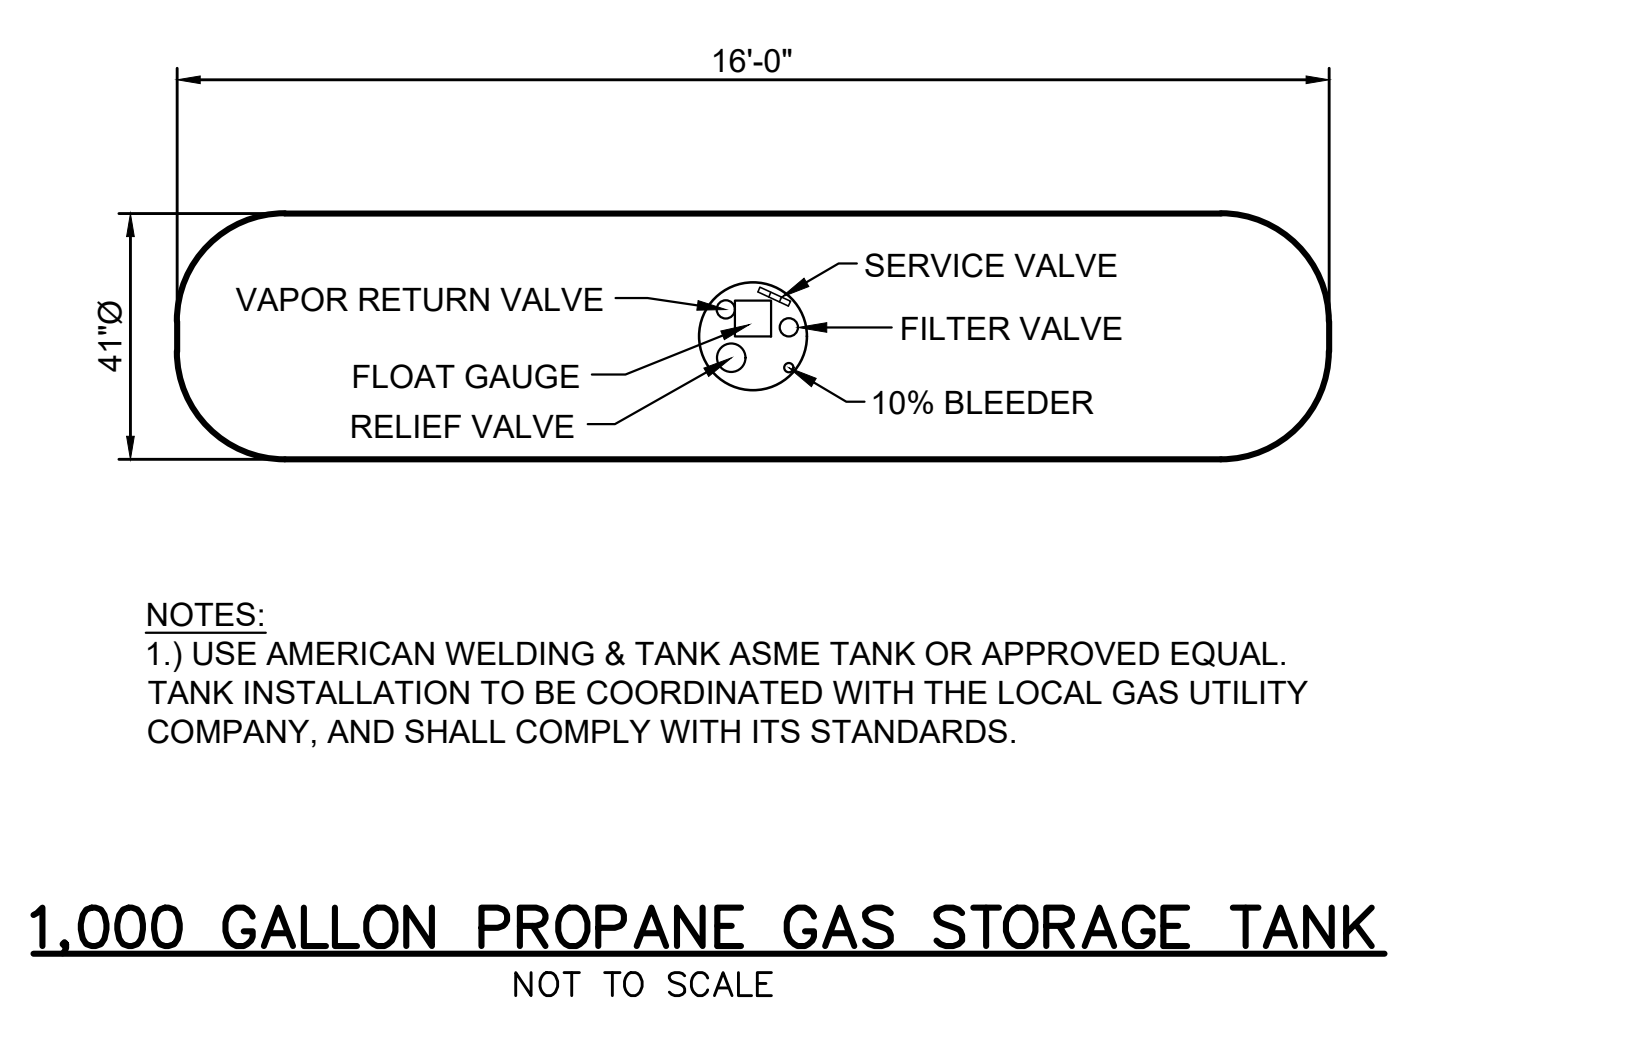 16'-0"
41"Ø
SERVICE VALVE
VAPOR RETURN VALVE
FILTER VALVE
FLOAT GAUGE
10% BLEEDER
RELIEF VALVE
NOTES:
1.) USE AMERICAN WELDING & TANK ASME TANK OR APPROVED EQUAL.
TANK INSTALLATION TO BE COORDINATED WITH THE LOCAL GAS UTILITY
COMPANY, AND SHALL COMPLY WITH ITS STANDARDS.
1,000 GALLON PROPANE GAS STORAGE TANK
NOT TO SCALE